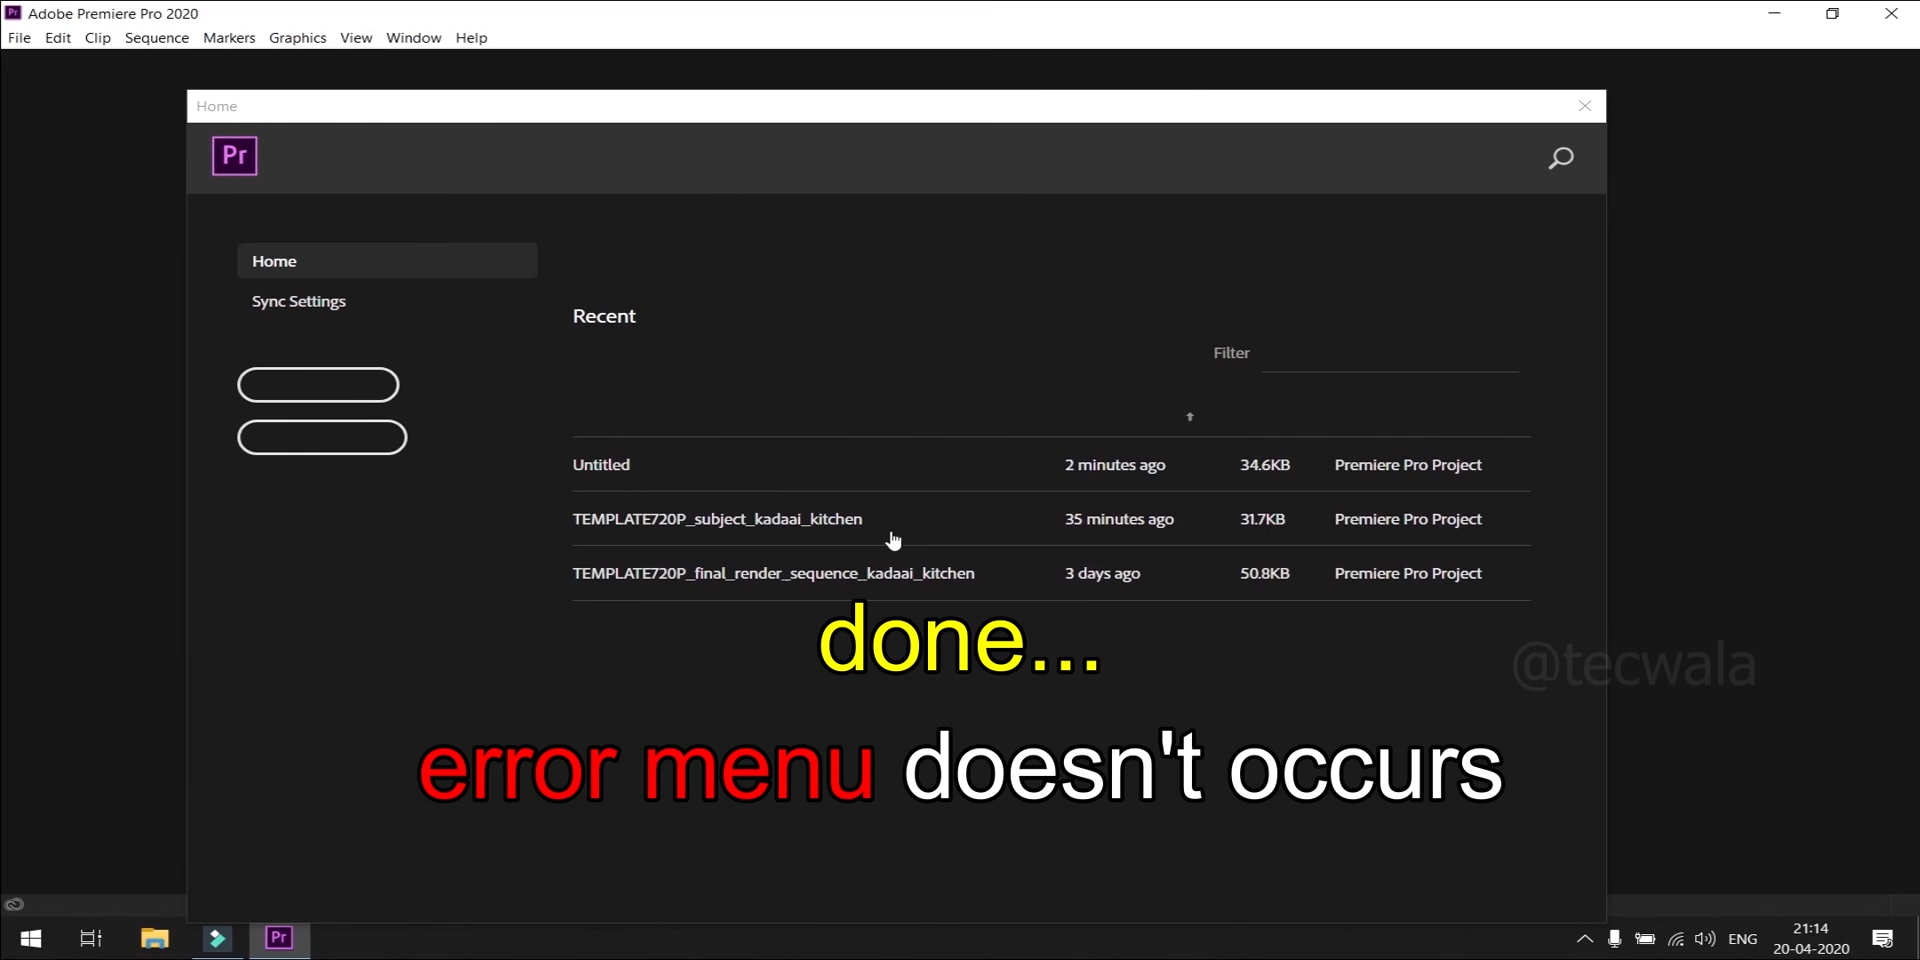 Pr Adobe Premiere Pro 2020
File Edit Clip Sequence Markers Graphics View Window Help
Home
Pr
Home
Sync Settings
Recent
Filter
Untitled 2 minutes ago 34.6KB Premiere Pro Project
TEMPLATE720P_subject_kadaai_kitchen 35 minutes ago 31.7KB Premiere Pro Project
TEMPLATE720P_final_render_sequence_kadaai_kitchen 3 days ago 50.8KB Premiere Pro Project
done...
@tecwala
error menu doesn't occurs
Pr
ENG
21:14
20-04-2020